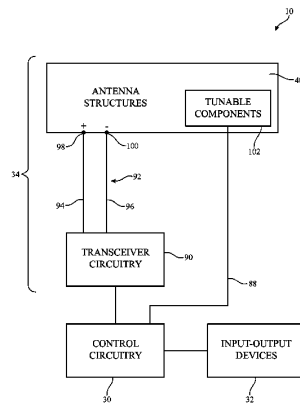 10
ANTENNA
STRUCTURES
TUNABLE
COMPONENTS
102
+
-
98
100
34
92
94
96
TRANSCEIVER
CIRCUITRY
90
88
CONTROL
CIRCUITRY
30
INPUT-OUTPUT
DEVICES
32